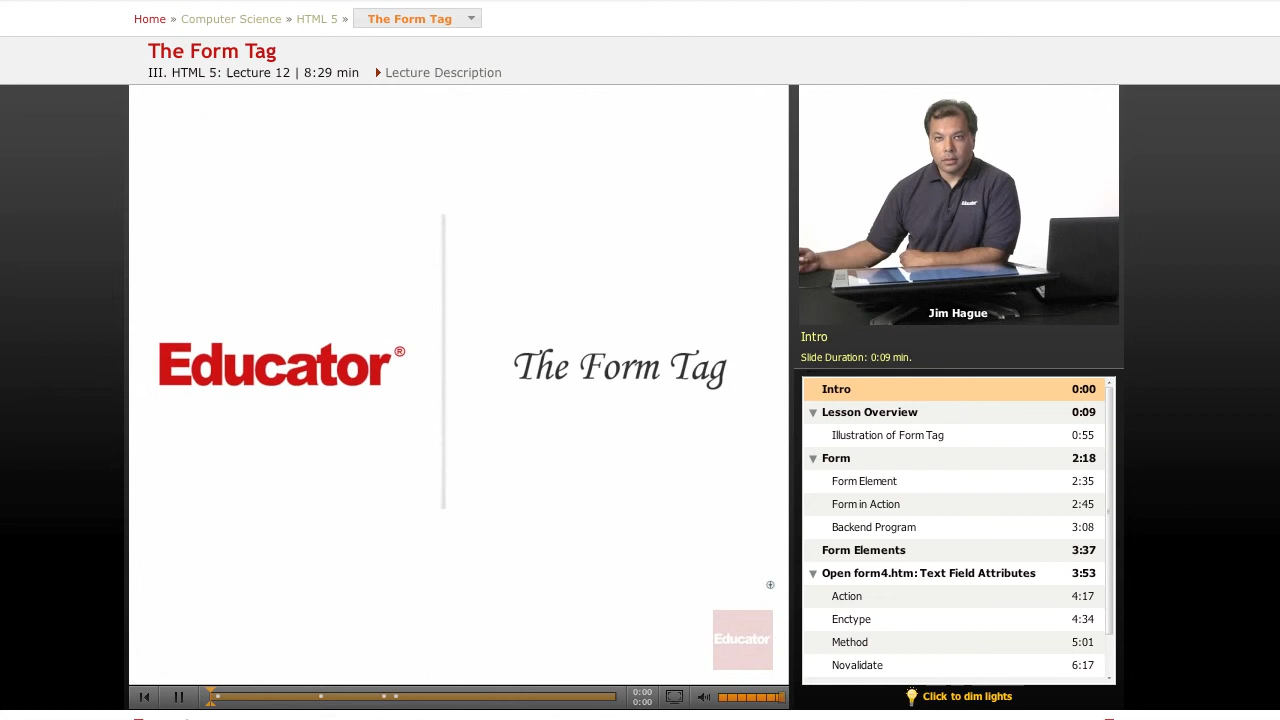 Home » Computer Science » HTML 5 » The Form Tag
The Form Tag
III. HTML 5: Lecture 12 | 8:29 min Lecture Description
Educator®
The Form Tag
Educator
Educator
Jim Hague
Intro
Slide Duration: 0:09 min.
Intro 0:00
Lesson Overview 0:09
Illustration of Form Tag 0:55
Form 2:18
Form Element 2:35
Form in Action 2:45
Backend Program 3:08
Form Elements 3:37
Open form4.htm: Text Field Attributes 3:53
Action 4:17
Enctype 4:34
Method 5:01
Novalidate 6:17
0:00
0:00
Click to dim lights